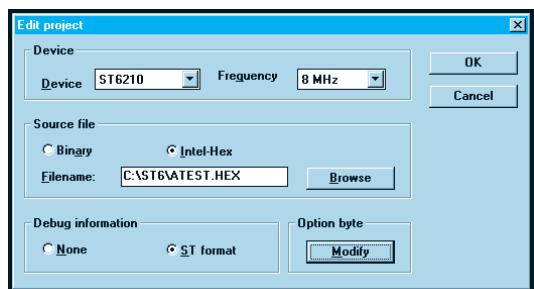 Edit project
Device
Device ST6210 Freguency 8 MHz
OK
Cancel
Source file
Binary Intel-Hex
Filename: C:\ST6\ATEST.HEX Browse
Debug information
None ST format
Option byte
Modify